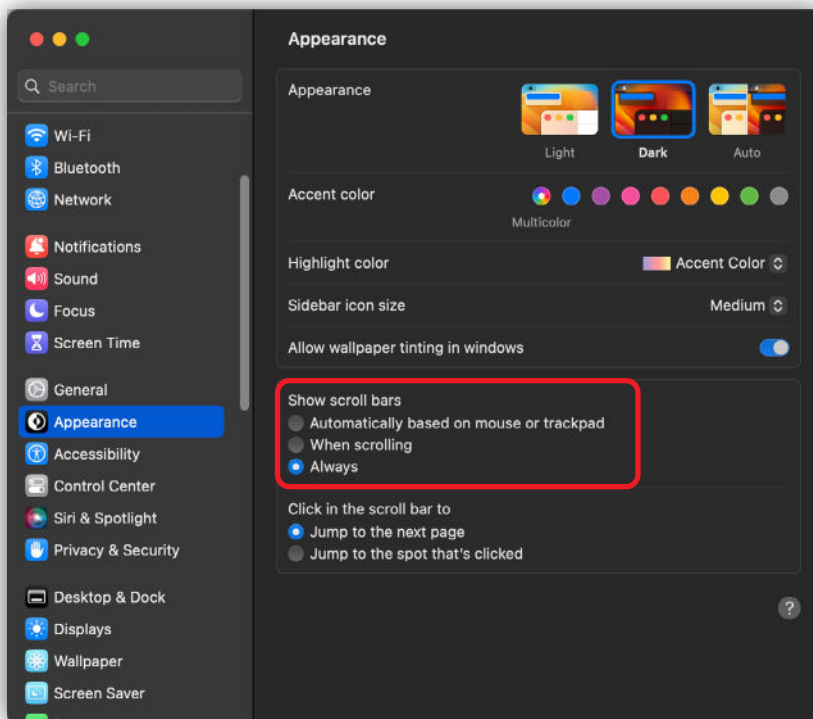 Search
Wi-Fi
Bluetooth
Network
Notifications
Sound
Focus
Screen Time
General
Appearance
Accessibility
Control Center
Siri & Spotlight
Privacy & Security
Desktop & Dock
Displays
Wallpaper
Screen Saver
Appearance
Appearance
Light
Dark
Auto
Accent color
Multicolor
Highlight color
Accent Color
Sidebar icon size
Medium
Allow wallpaper tinting in windows
Show scroll bars
Automatically based on mouse or trackpad
When scrolling
Always
Click in the scroll bar to
Jump to the next page
Jump to the spot that's clicked
?